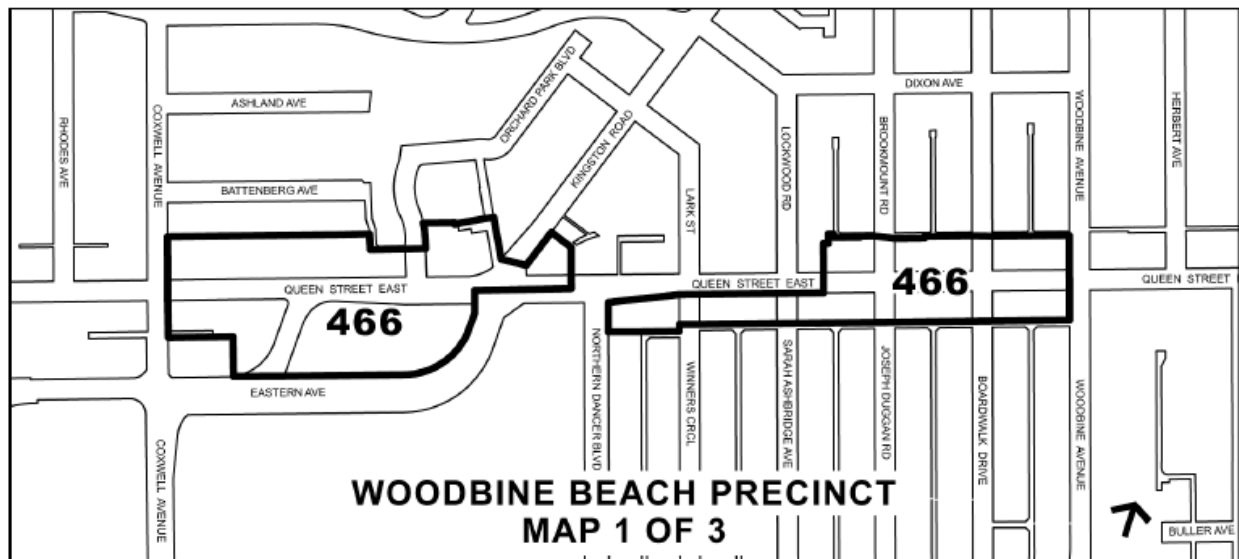 ORCHARD PARK BLVD
DIXON AVE
ASHLAND AVE
KINGSTON ROAD
RHODES AVE
COXWELL AVENUE
LOCKWOOD RD
BROOKMOUNT RD
WOODBINE AVENUE
HERBERT AVE
BATTENBERG AVE
LARK ST
QUEEN STREET EAST
466
QUEEN STREET EAST
466
QUEEN STREET
EASTERN AVE
NORTHERN DANCER BLVD
WINNERS CRCL
SARAH ASHBRIDGE AVE
JOSEPH DUGGAN RD
BOARDWALK DRIVE
WOODBINE AVENUE
COXWELL AVENUE
WOODBINE BEACH PRECINCT
MAP 1 OF 3
BULLER AVE